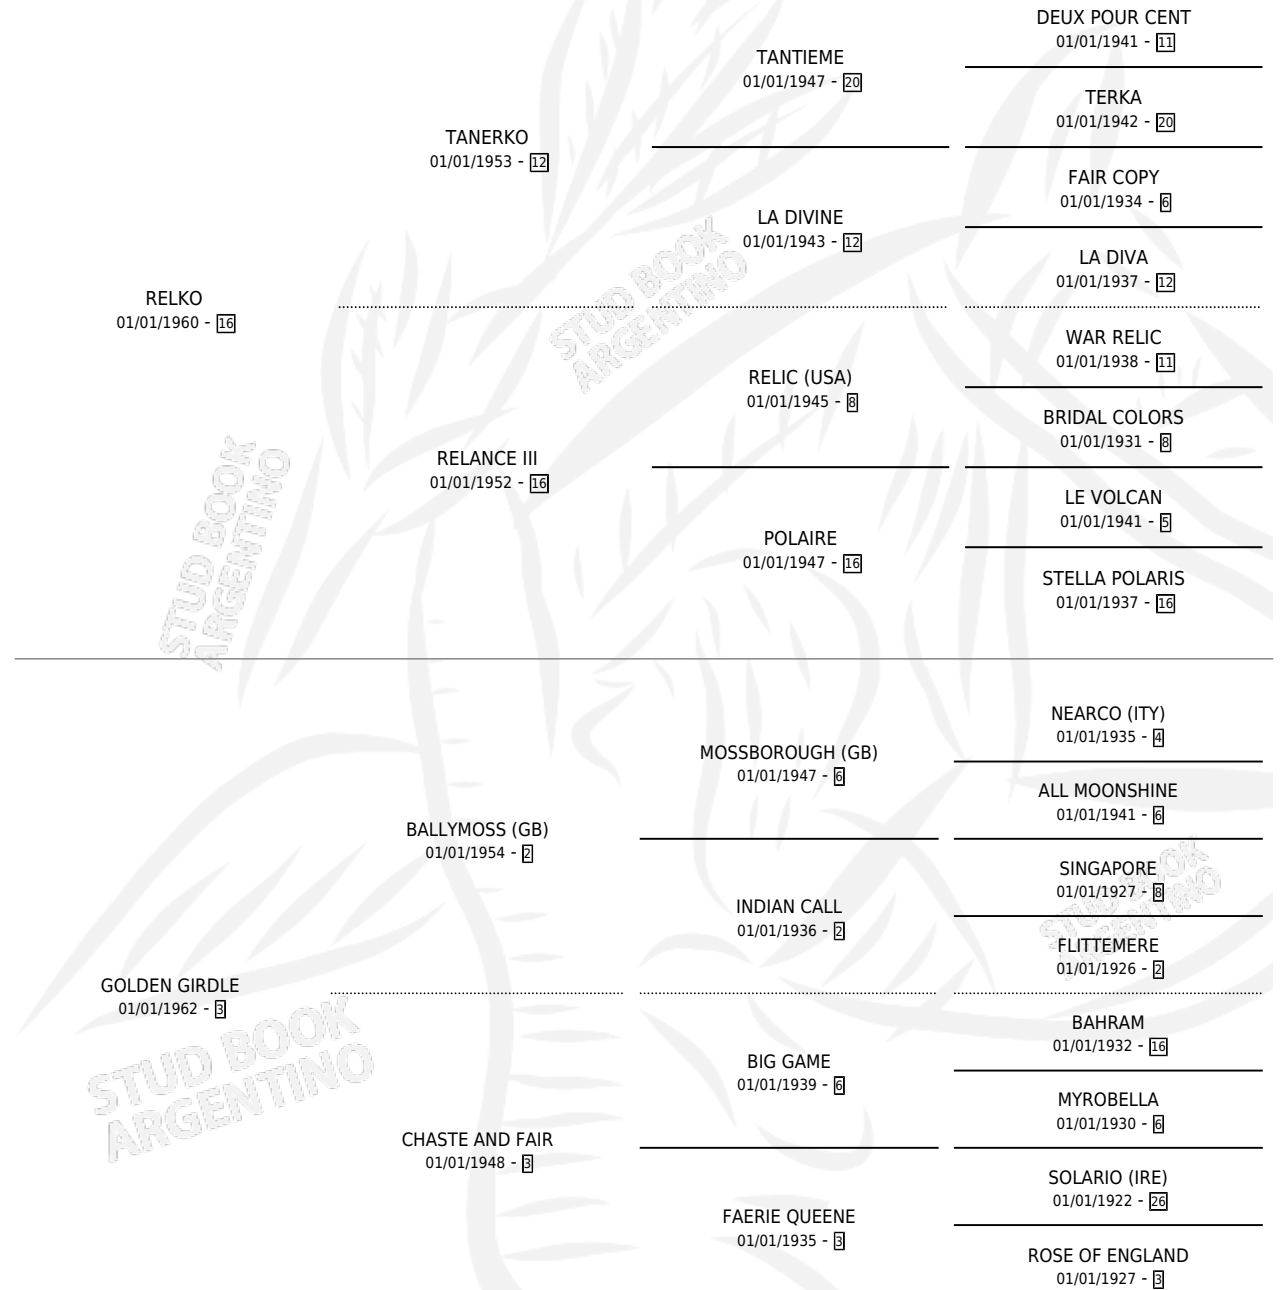 DEUX POUR CENT
01/01/1941 - 11
TANTIEME
01/01/1947 - 20
TERKA
01/01/1942 - 20
TANERKO
01/01/1953 - 12
FAIR COPY
01/01/1934 - 6
LA DIVINE
01/01/1943 - 12
LA DIVA
01/01/1937 - 12
RELKO
01/01/1960 - 16
WAR RELIC
01/01/1938 - 11
RELIC (USA)
01/01/1945 - 8
BRIDAL COLORS
01/01/1931 - 8
RELANCE III
01/01/1952 - 16
LE VOLCAN
01/01/1941 - 5
POLAIRE
01/01/1947 - 16
STELLA POLARIS
01/01/1937 - 16
STUD BOOK
ARGENTINO
STUD BOOK
ARGENTINO
NEARCO (ITY)
01/01/1935 - 4
MOSSBOROUGH (GB)
01/01/1947 - 6
ALL MOONSHINE
01/01/1941 - 6
BALLYMOSS (GB)
01/01/1954 - 2
SINGAPORE
01/01/1927 - 8
INDIAN CALL
01/01/1936 - 2
FLITTEMERE
01/01/1926 - 2
GOLDEN GIRDLE
01/01/1962 - 3
BAHRAM
01/01/1932 - 16
BIG GAME
01/01/1939 - 6
MYROBELLA
01/01/1930 - 6
CHASTE AND FAIR
01/01/1948 - 3
SOLARIO (IRE)
01/01/1922 - 26
FAERIE QUEENE
01/01/1935 - 3
ROSE OF ENGLAND
01/01/1927 - 3
STUD BOOK
ARGENTINO
STUD BOOK
ARGENTINO